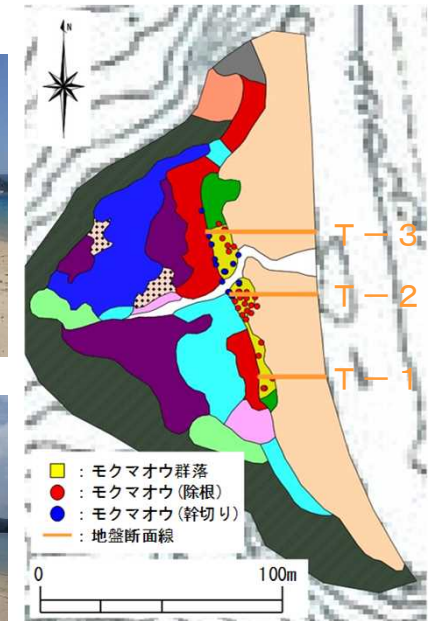 N
T－3
T－2
T－1
：モクマオウ群落
：モクマオウ(除根)
：モクマオウ(幹切り)
：地盤断面線
0 100m